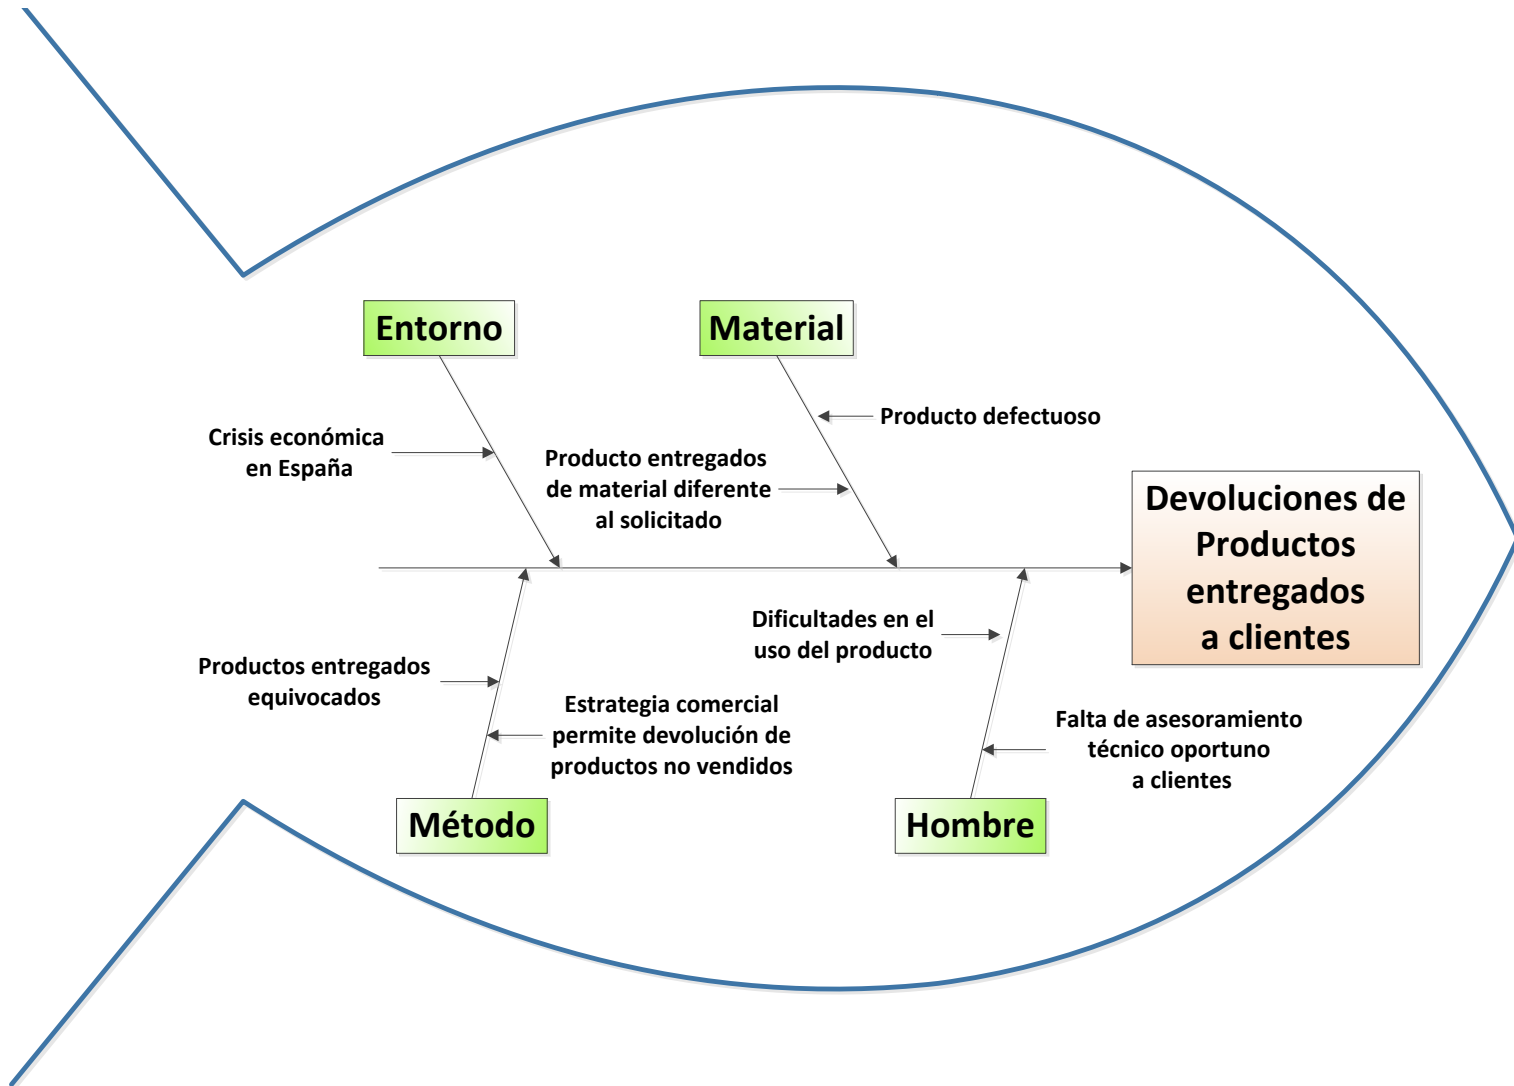 Entorno
Material
Crisis económica
en España
Producto defectuoso
Producto entregados
de material diferente
al solicitado
Devoluciones de
Productos
entregados
a clientes
Dificultades en el
uso del producto
Productos entregados
equivocados
Estrategia comercial
permite devolución de
productos no vendidos
Falta de asesoramiento
técnico oportuno
a clientes
Método
Hombre